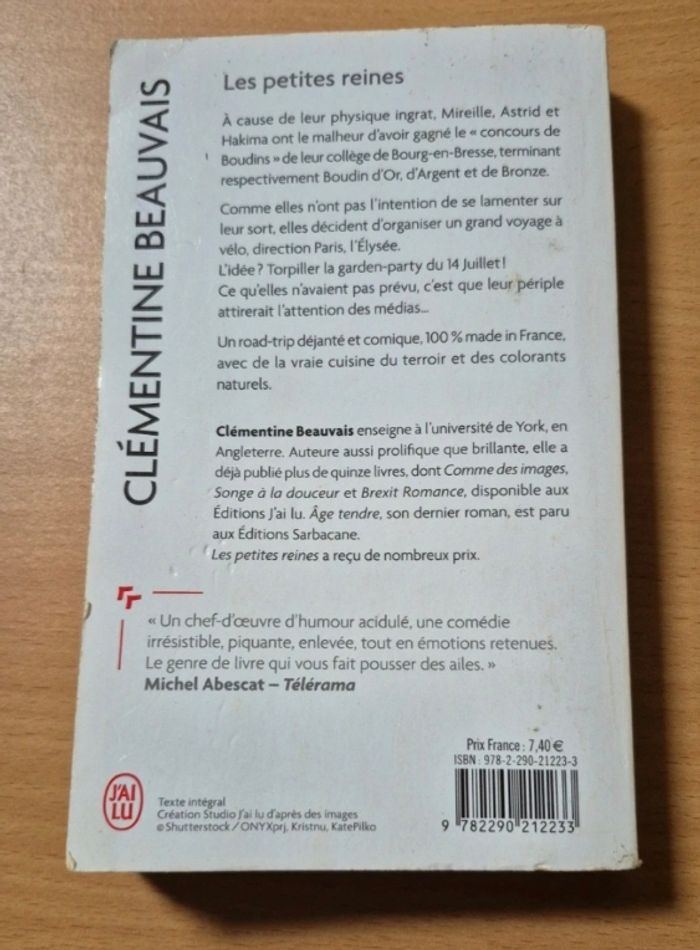 CLÉMENTINE BEAUVAIS
Les petites reines
À cause de leur physique ingrat, Mireille, Astrid et
Hakima ont le malheur d'avoir gagné le « concours de
Boudins » de leur collège de Bourg-en-Bresse, terminant
respectivement Boudin d'Or, d'Argent et de Bronze.
Comme elles n'ont pas l'intention de se lamenter sur
leur sort, elles décident d'organiser un grand voyage à
vélo, direction Paris, l'Élysée.
L'idée ? Torpiller la garden-party du 14 Juillet !
Ce qu'elles n'avaient pas prévu, c'est que leur périple
attirerait l'attention des médias...
Un road-trip déjanté et comique, 100 % made in France,
avec de la vraie cuisine du terroir et des colorants
naturels.
Clémentine Beauvais enseigne à l'université de York, en
Angleterre. Auteure aussi prolifique que brillante, elle a
déjà publié plus de quinze livres, dont Comme des images,
Songe à la douceur et Brexit Romance, disponible aux
Éditions J'ai lu. Âge tendre, son dernier roman, est paru
aux Éditions Sarbacane.
Les petites reines a reçu de nombreux prix.
« Un chef-d'œuvre d'humour acidulé, une comédie
irrésistible, piquante, enlevée, tout en émotions retenues.
Le genre de livre qui vous fait pousser des ailes. »
Michel Abescat – Télérama
Prix France : 7,40 €
ISBN : 978-2-290-21223-3
9 782290 212233
J'AI
LU
Texte intégral
Création Studio J'ai lu d'après des images
© Shutterstock / ONYXprj, Kristnu, KatePilko